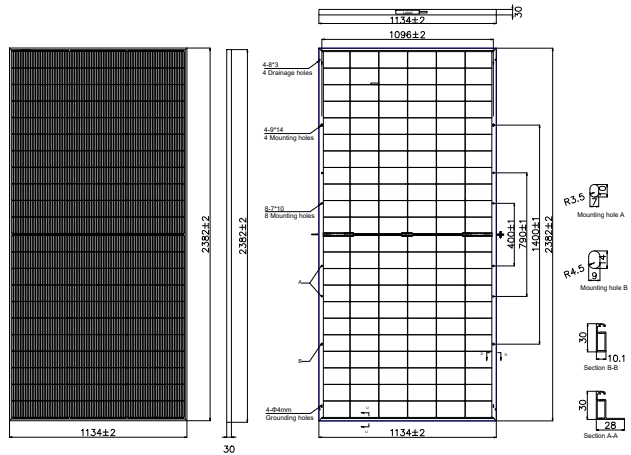 30
1134±2
1096±2
4-8*3
4 Drainage holes
4-9*14
4 Mounting holes
8-7*10
8 Mounting holes
A
B
4-Φ4mm
Grounding holes
2382±2
2382±2
400±1
790±1
1400±1
2382±2
1134±2
30
1134±2
R3.5
10
7
Mounting hole A
R4.5
14
9
Mounting hole B
30
10.1
Section B-B
30
28
Section A-A